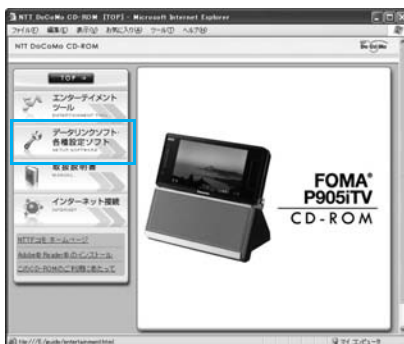 NTT DoCoMo CD-ROM [TOP] - Microsoft Internet Explorer
ファイル(F) 編集(E) 表示(V) お気に入り(A) ツール(T) ヘルプ(H)
NTT DoCoMo CD-ROM
TOP
エンターテイメント
ツール
ENTERTAINMENT TOOL
データリンクソフト・
各種設定ソフト
SETUP SOFTWARE
取扱説明書
MANUAL
インターネット接続
INTERNET
NTTドコモ ホームページ
Adobe® Reader® のインストール
このCD-ROMのご利用にあたって
FOMA®
P905iTV
CD-ROM
マイ コンピュータ